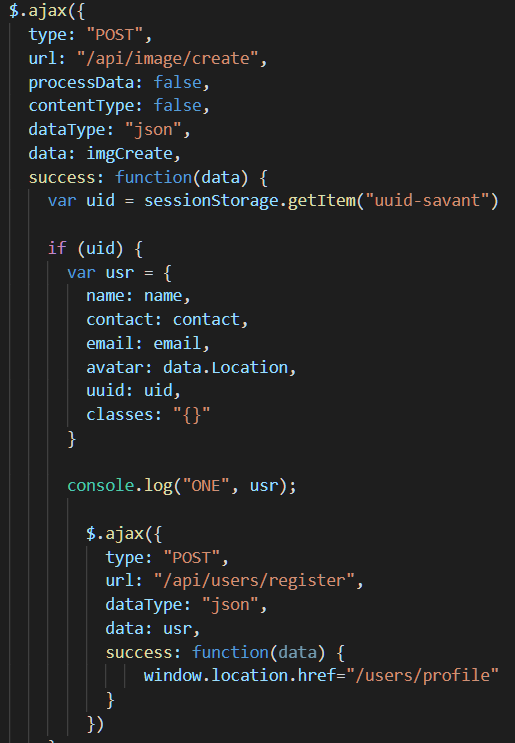 $.ajax({
type: "POST",
url: "/api/image/create",
processData: false,
contentType: false,
dataType: "json",
data: imgCreate,
success: function(data) {
var uid = sessionStorage.getItem("uuid-savant")
if (uid) {
var usr = {
name: name,
contact: contact,
email: email,
avatar: data.Location,
uuid: uid,
classes: "{}"
}
console.log("ONE", usr);
$.ajax({
type: "POST",
url: "/api/users/register",
dataType: "json",
data: usr,
success: function(data) {
window.location.href="/users/profile"
}
})